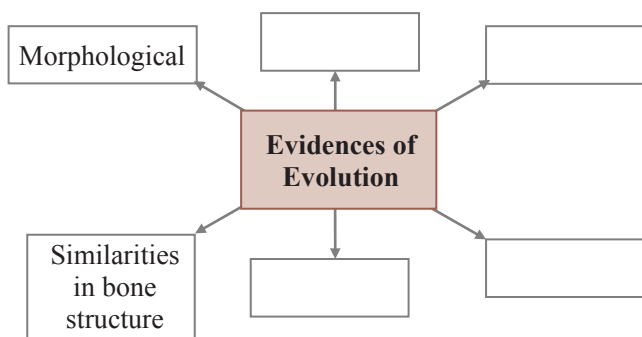 Morphological
Evidences of
Evolution
Similarities
in bone
structure